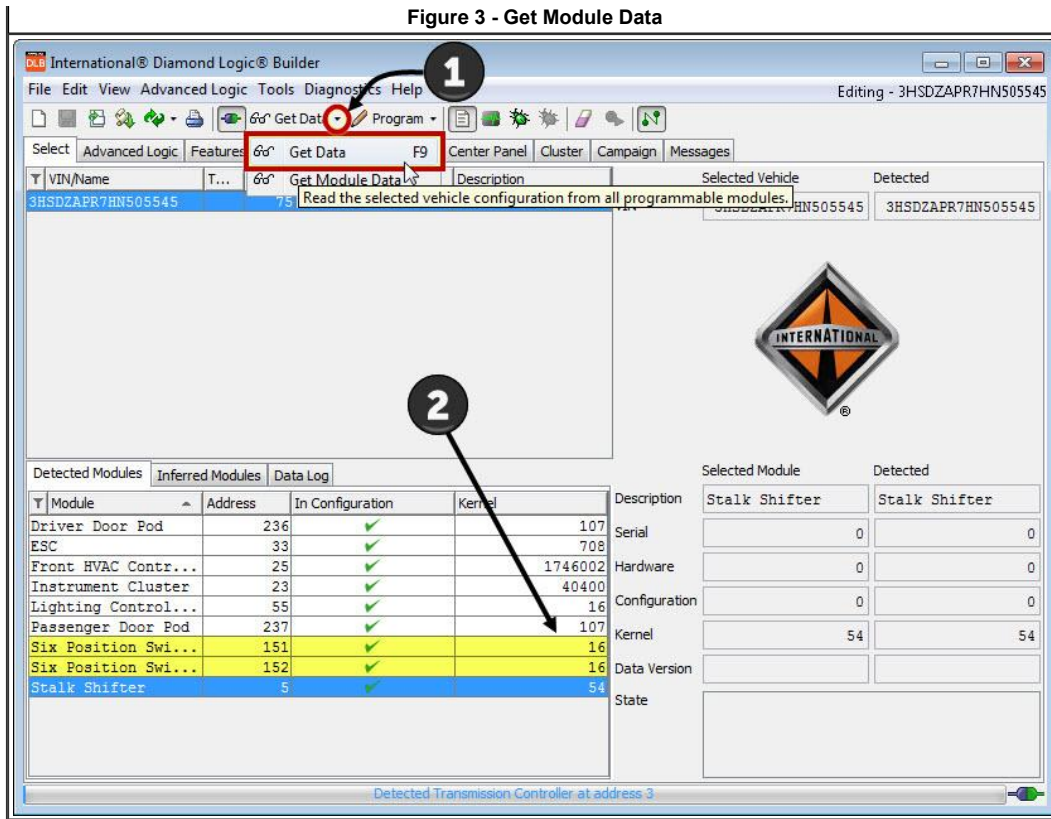 Figure 3 - Get Module Data
DLB International® Diamond Logic® Builder
File Edit View Advanced Logic Tools Diagnostics Help Editing - 3HSDZAPR7HN505545
1
Get Data Program
Select Advanced Logic Features Center Panel Cluster Campaign Messages
Get Data F9
Get Module Data
Read the selected vehicle configuration from all programmable modules.
VIN/Name T... Description Selected Vehicle Detected
3HSDZAPR7HN505545 75 3HSDZAPR7HN505545 3HSDZAPR7HN505545
INTERNATIONAL
®
2
Detected Modules Inferred Modules Data Log Selected Module Detected
Module Address In Configuration Kernel
Driver Door Pod 236 107
ESC 33 708
Front HVAC Contr... 25 1746002
Instrument Cluster 23 40400
Lighting Control... 55 16
Passenger Door Pod 237 107
Six Position Swi... 151 16
Six Position Swi... 152 16
Stalk Shifter 5 54
Description Stalk Shifter Stalk Shifter
Serial 0 0
Hardware 0 0
Configuration 0 0
Kernel 54 54
Data Version
State
Detected Transmission Controller at address 3